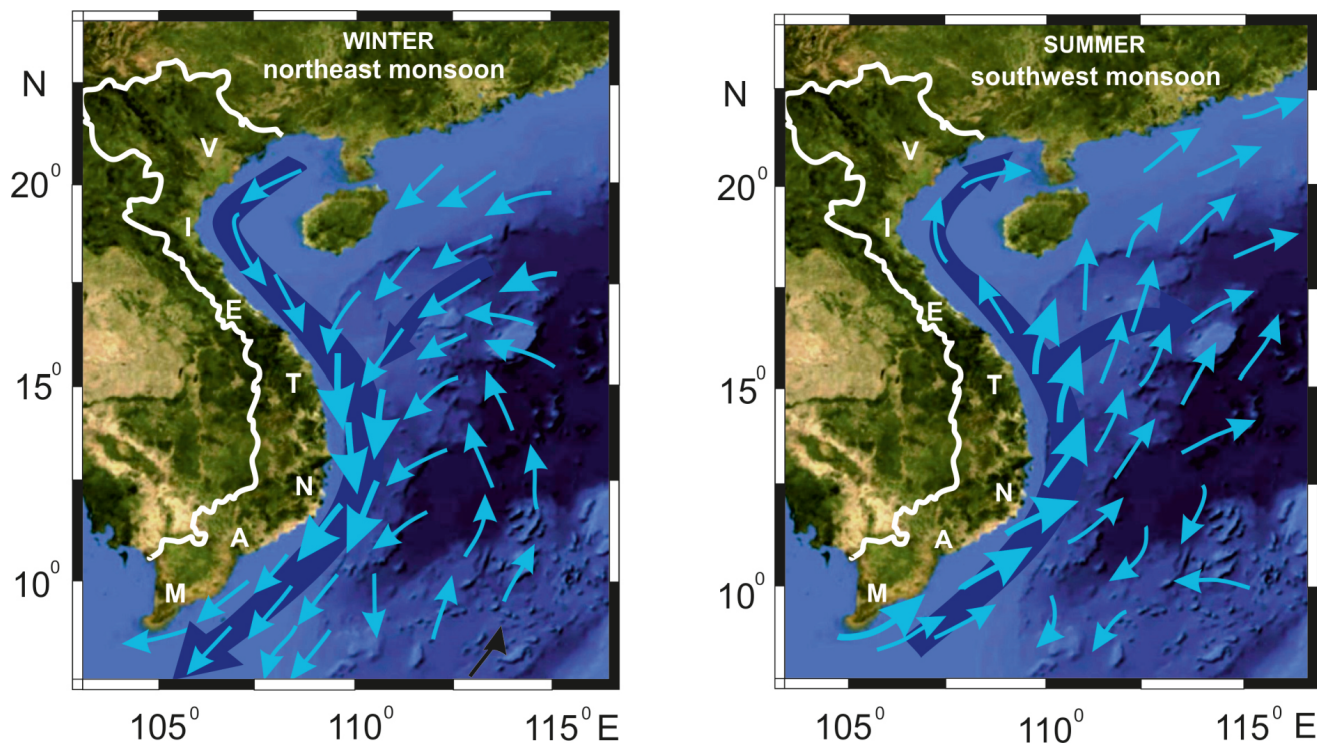 WINTER
northeast monsoon
N
V
20⁰
I
E
15⁰
T
N
A
10⁰
M
105⁰ 110⁰ 115⁰ E
SUMMER
southwest monsoon
N
V
20⁰
I
E
15⁰
T
N
A
10⁰
M
105⁰ 110⁰ 115⁰ E